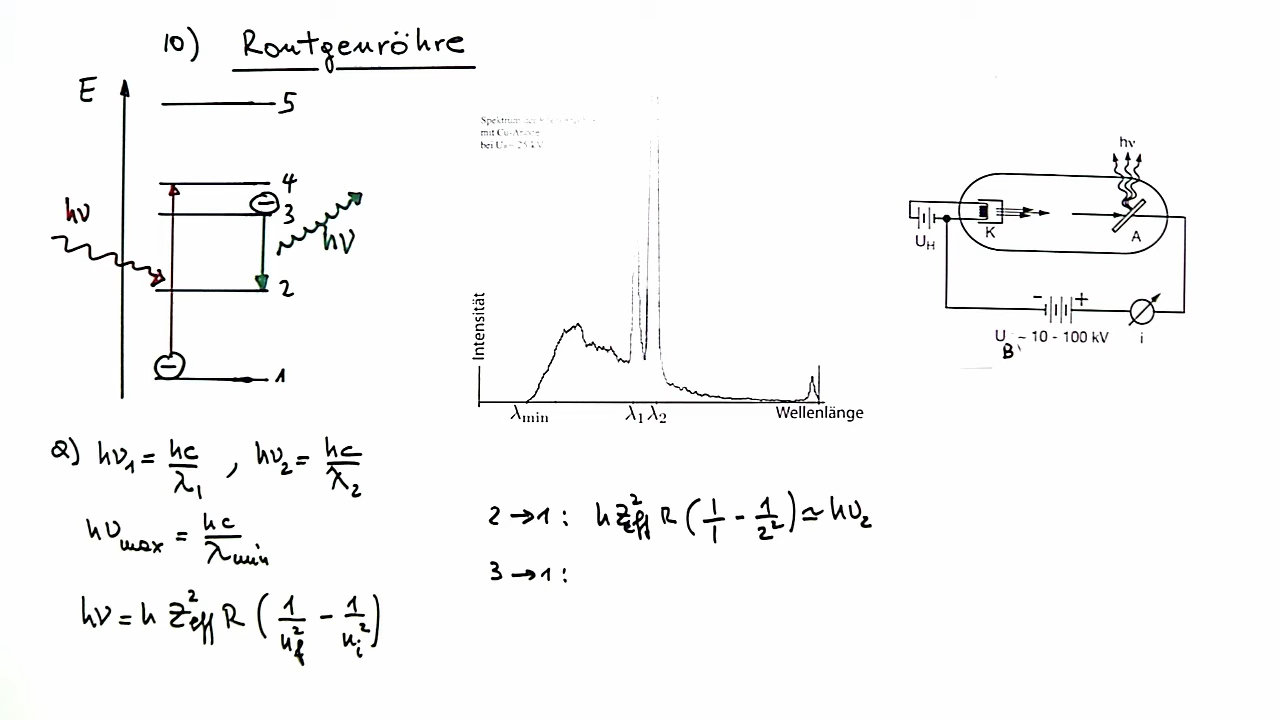 10) Rontgenröhre
E
5
4
3
hν
hν
2
1
Spektrum der
mit Cu-Anode
bei U = 25 kV
Intensität
λmin
λ1 λ2
Wellenlänge
hν
K
A
UH
- +
U ~ 10 - 100 kV
B
i
a) hν1 = hc/λ1 , hν2 = hc/λ2
hνmax = hc/λmin
hν = h Z²eff R (1/nf² - 1/ni²)
2 → 1 : h Z²eff R (1/1 - 1/2²) ≃ hν2
3 → 1 :